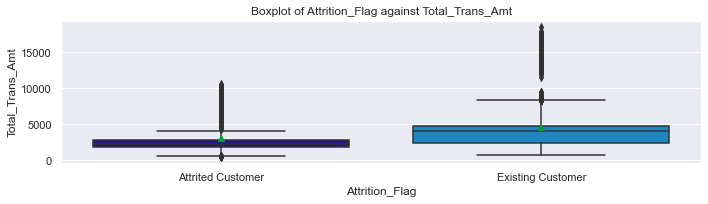 Boxplot of Attrition_Flag against Total_Trans_Amt
Total_Trans_Amt
15000
10000
5000
0
Attrited Customer
Existing Customer
Attrition_Flag